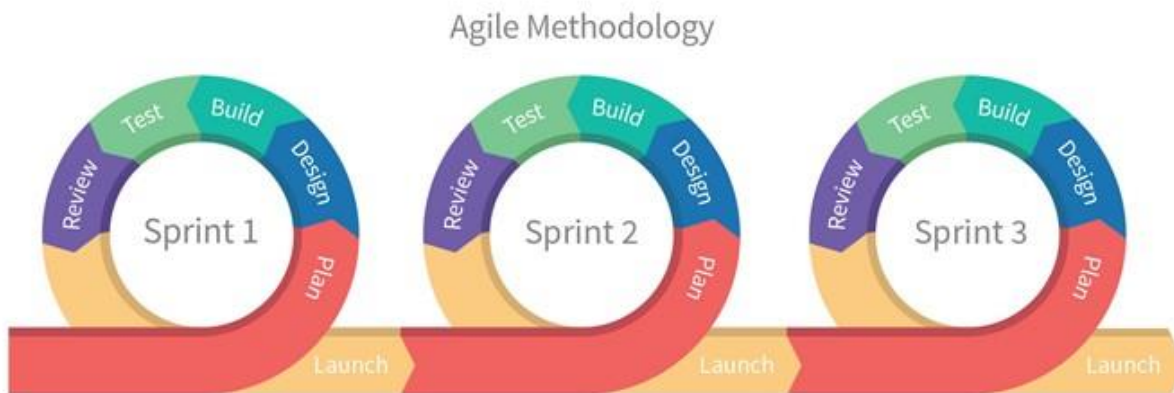 Agile Methodology
Sprint 1
Plan
Design
Build
Test
Review
Launch
Sprint 2
Plan
Design
Build
Test
Review
Launch
Sprint 3
Plan
Design
Build
Test
Review
Launch